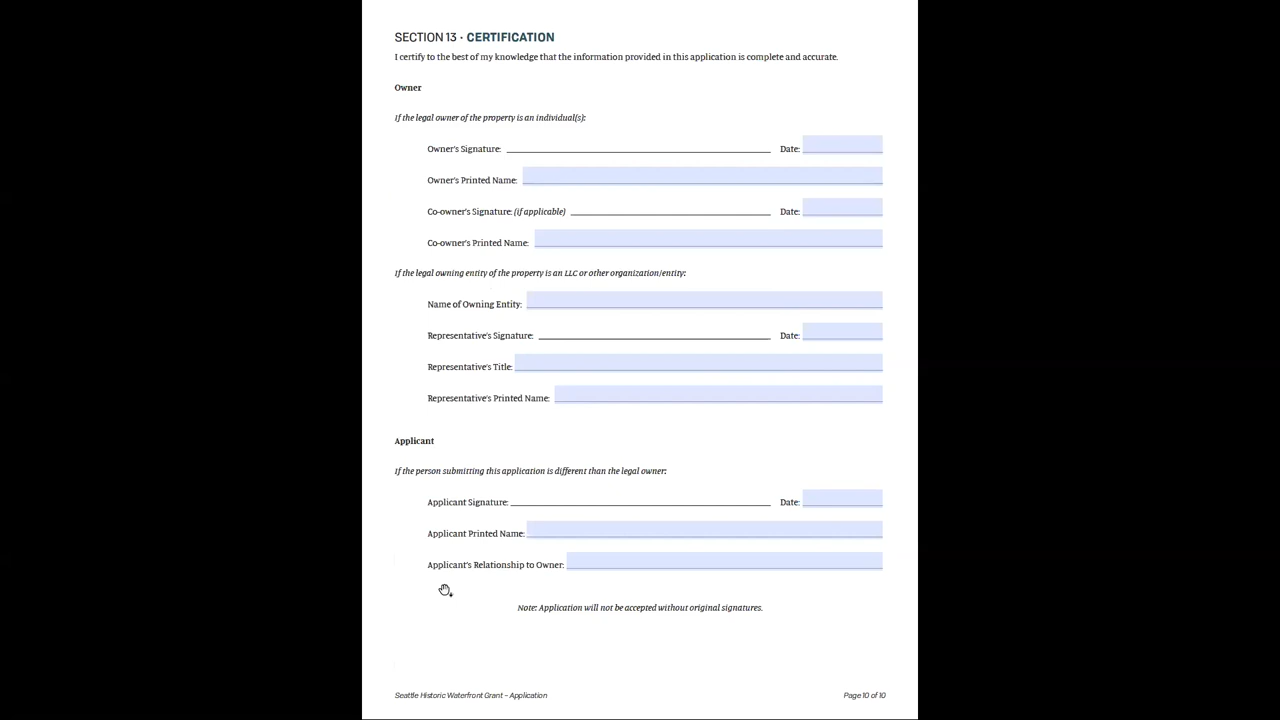 SECTION 13 · CERTIFICATION
I certify to the best of my knowledge that the information provided in this application is complete and accurate.
Owner
If the legal owner of the property is an individual(s):
Owner's Signature: Date:
Owner's Printed Name:
Co-owner's Signature: (if applicable) Date:
Co-owner's Printed Name:
If the legal owning entity of the property is an LLC or other organization/entity:
Name of Owning Entity:
Representative's Signature: Date:
Representative's Title:
Representative's Printed Name:
Applicant
If the person submitting this application is different than the legal owner:
Applicant Signature: Date:
Applicant Printed Name:
Applicant's Relationship to Owner:
Note: Application will not be accepted without original signatures.
Seattle Historic Waterfront Grant – Application Page 10 of 10